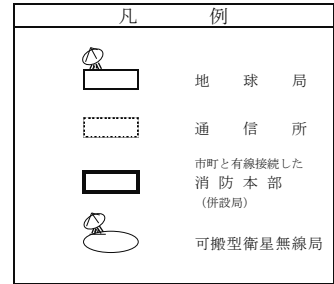 凡　例
地　球　局
通　信　所
市町と有線接続した
消 防 本 部
（併設局）
可搬型衛星無線局